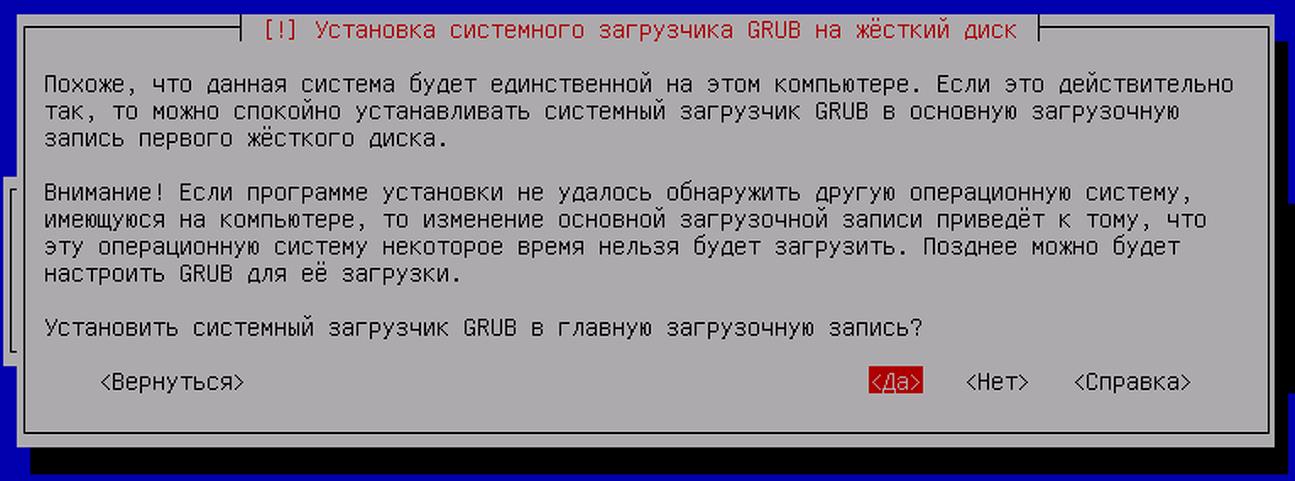 [!] Установка системного загрузчика GRUB на жёсткий диск
Похоже, что данная система будет единственной на этом компьютере. Если это действительно
так, то можно спокойно устанавливать системный загрузчик GRUB в основную загрузочную
запись первого жёсткого диска.
Внимание! Если программе установки не удалось обнаружить другую операционную систему,
имеющуюся на компьютере, то изменение основной загрузочной записи приведёт к тому, что
эту операционную систему некоторое время нельзя будет загрузить. Позднее можно будет
настроить GRUB для её загрузки.
Установить системный загрузчик GRUB в главную загрузочную запись?
<Вернуться> <Да> <Нет> <Справка>